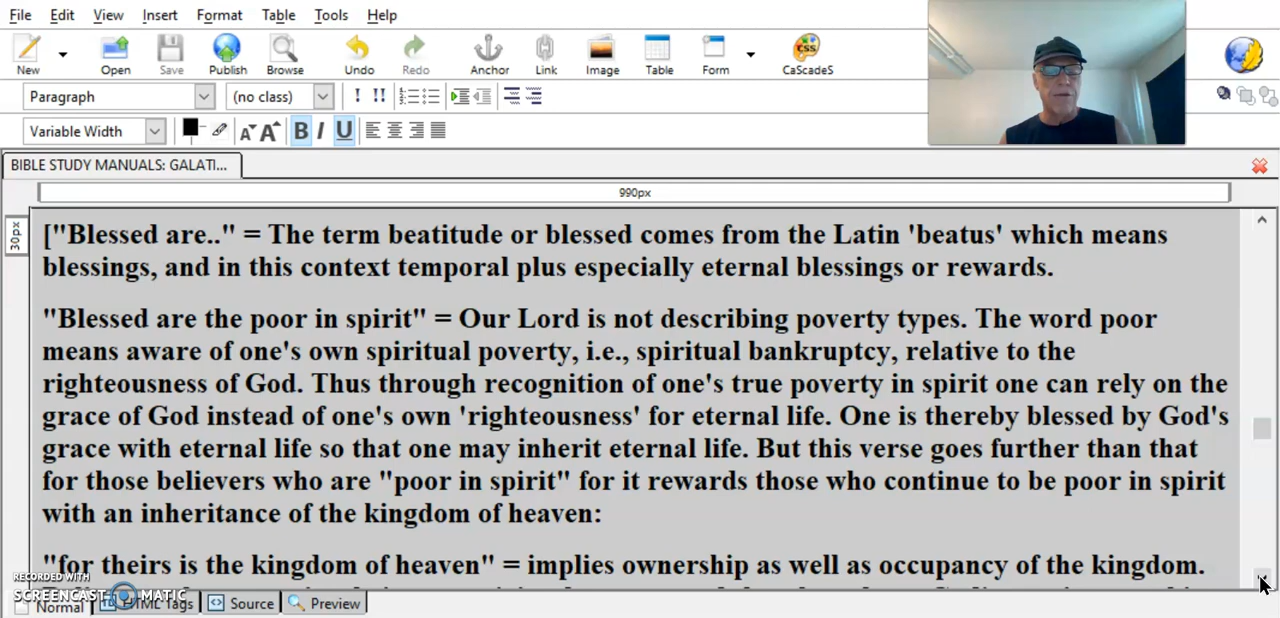 File Edit View Insert Format Table Tools Help
New Open Save Publish Browse Undo Redo Anchor Link Image Table Form CaScadeS
Paragraph (no class) ! !!
Variable Width A A B I U
BIBLE STUDY MANUALS: GALATI...
990px
30px
["Blessed are.." = The term beatitude or blessed comes from the Latin 'beatus' which means
blessings, and in this context temporal plus especially eternal blessings or rewards.
"Blessed are the poor in spirit" = Our Lord is not describing poverty types. The word poor
means aware of one's own spiritual poverty, i.e., spiritual bankruptcy, relative to the
righteousness of God. Thus through recognition of one's true poverty in spirit one can rely on the
grace of God instead of one's own 'righteousness' for eternal life. One is thereby blessed by God's
grace with eternal life so that one may inherit eternal life. But this verse goes further than that
for those believers who are "poor in spirit" for it rewards those who continue to be poor in spirit
with an inheritance of the kingdom of heaven:
"for theirs is the kingdom of heaven" = implies ownership as well as occupancy of the kingdom.
RECORDED WITH
SCREENCAST MATIC
Normal HTML Tags Source Preview